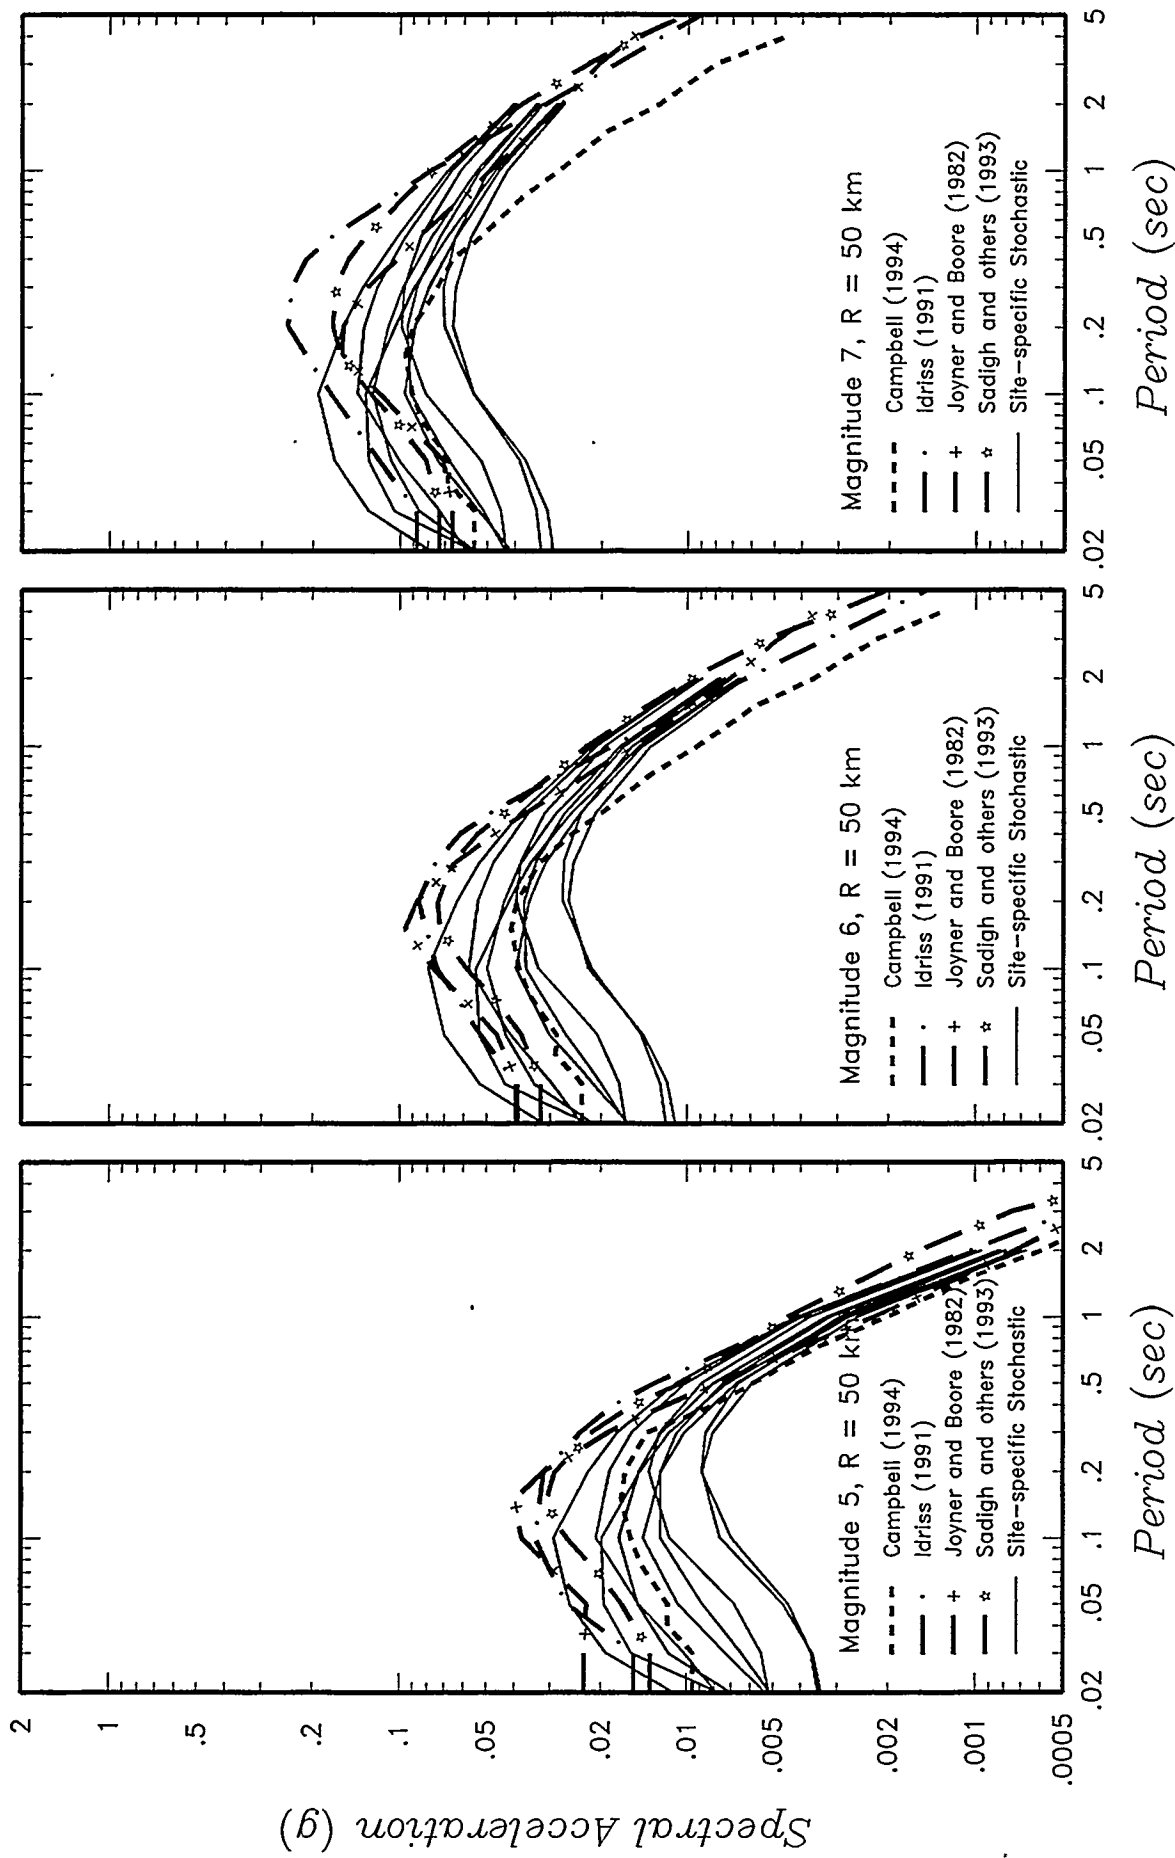 Spectral Acceleration (g)
2
1
.5
.2
.1
.05
.02
.01
.005
.002
.001
.0005
Magnitude 5, R = 50 km
Campbell (1994)
Idriss (1991)
Joyner and Boore (1982)
Sadigh and others (1993)
Site-specific Stochastic
.02
.05
.1
.2
.5
1
2
5
Period (sec)
Magnitude 6, R = 50 km
Campbell (1994)
Idriss (1991)
Joyner and Boore (1982)
Sadigh and others (1993)
Site-specific Stochastic
.02
.05
.1
.2
.5
1
2
5
Period (sec)
Magnitude 7, R = 50 km
Campbell (1994)
Idriss (1991)
Joyner and Boore (1982)
Sadigh and others (1993)
Site-specific Stochastic
.02
.05
.1
.2
.5
1
2
5
Period (sec)